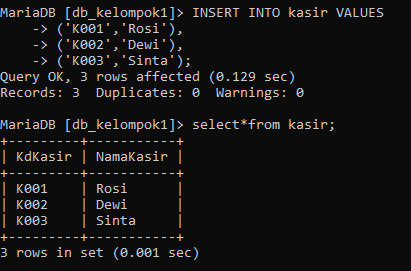 MariaDB [db_kelompok1]> INSERT INTO kasir VALUES
    -> ('K001','Rosi'),
    -> ('K002','Dewi'),
    -> ('K003','Sinta');
Query OK, 3 rows affected (0.129 sec)
Records: 3  Duplicates: 0  Warnings: 0

MariaDB [db_kelompok1]> select*from kasir;
+---------+-----------+
| KdKasir | NamaKasir |
+---------+-----------+
| K001    | Rosi      |
| K002    | Dewi      |
| K003    | Sinta     |
+---------+-----------+
3 rows in set (0.001 sec)